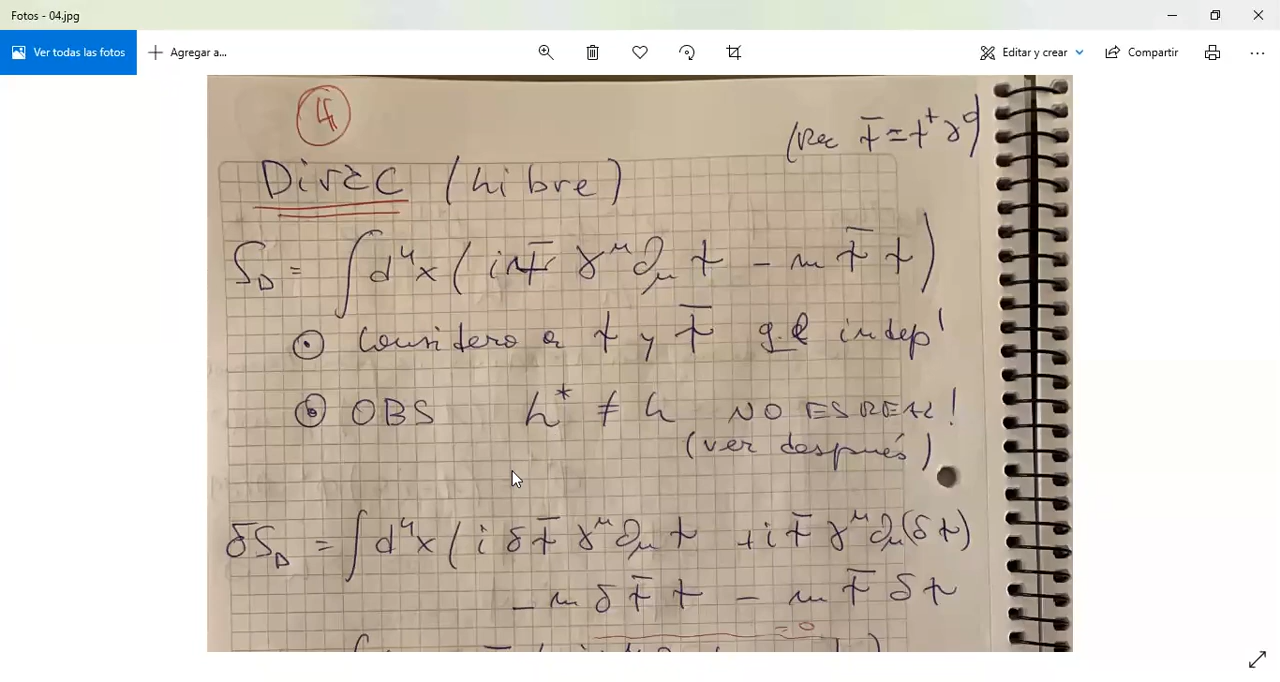 Fotos - 04.jpg
Ver todas las fotos
Agregar a...
Editar y crear
Compartir
4
(Rec ψ̄ = ψ⁺ γ⁰)
Dirac (libre)
S_D = ∫ d⁴x ( i ψ̄ γ^μ ∂_μ ψ - m ψ̄ ψ )
⊙ Considero a ψ y ψ̄ g.l indep!
⊙ OBS L* ≠ L NO ES REAL!
(ver después)
δS_D = ∫ d⁴x ( i δψ̄ γ^μ ∂_μ ψ + i ψ̄ γ^μ ∂_μ(δψ)
- m δψ̄ ψ - m ψ̄ δψ
= 0